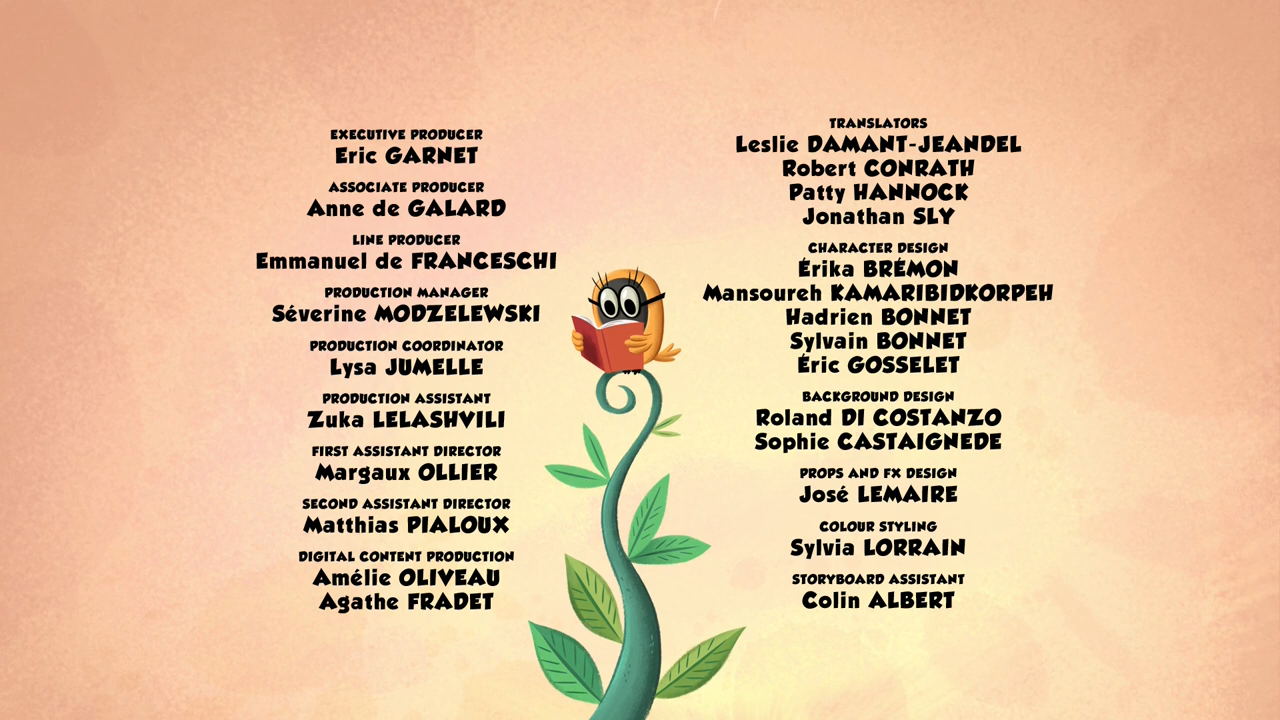 EXECUTIVE PRODUCER
Eric GARNET
ASSOCIATE PRODUCER
Anne de GALARD
LINE PRODUCER
Emmanuel de FRANCESCHI
PRODUCTION MANAGER
Séverine MODZELEWSKI
PRODUCTION COORDINATOR
Lysa JUMELLE
PRODUCTION ASSISTANT
Zuka LELASHVILI
FIRST ASSISTANT DIRECTOR
Margaux OLLIER
SECOND ASSISTANT DIRECTOR
Matthias PIALOUX
DIGITAL CONTENT PRODUCTION
Amélie OLIVEAU
Agathe FRADET
TRANSLATORS
Leslie DAMANT-JEANDEL
Robert CONRATH
Patty HANNOCK
Jonathan SLY
CHARACTER DESIGN
Érika BRÉMON
Mansoureh KAMARIBIDKORPEH
Hadrien BONNET
Sylvain BONNET
Éric GOSSELET
BACKGROUND DESIGN
Roland DI COSTANZO
Sophie CASTAIGNEDE
PROPS AND FX DESIGN
José LEMAIRE
COLOUR STYLING
Sylvia LORRAIN
STORYBOARD ASSISTANT
Colin ALBERT